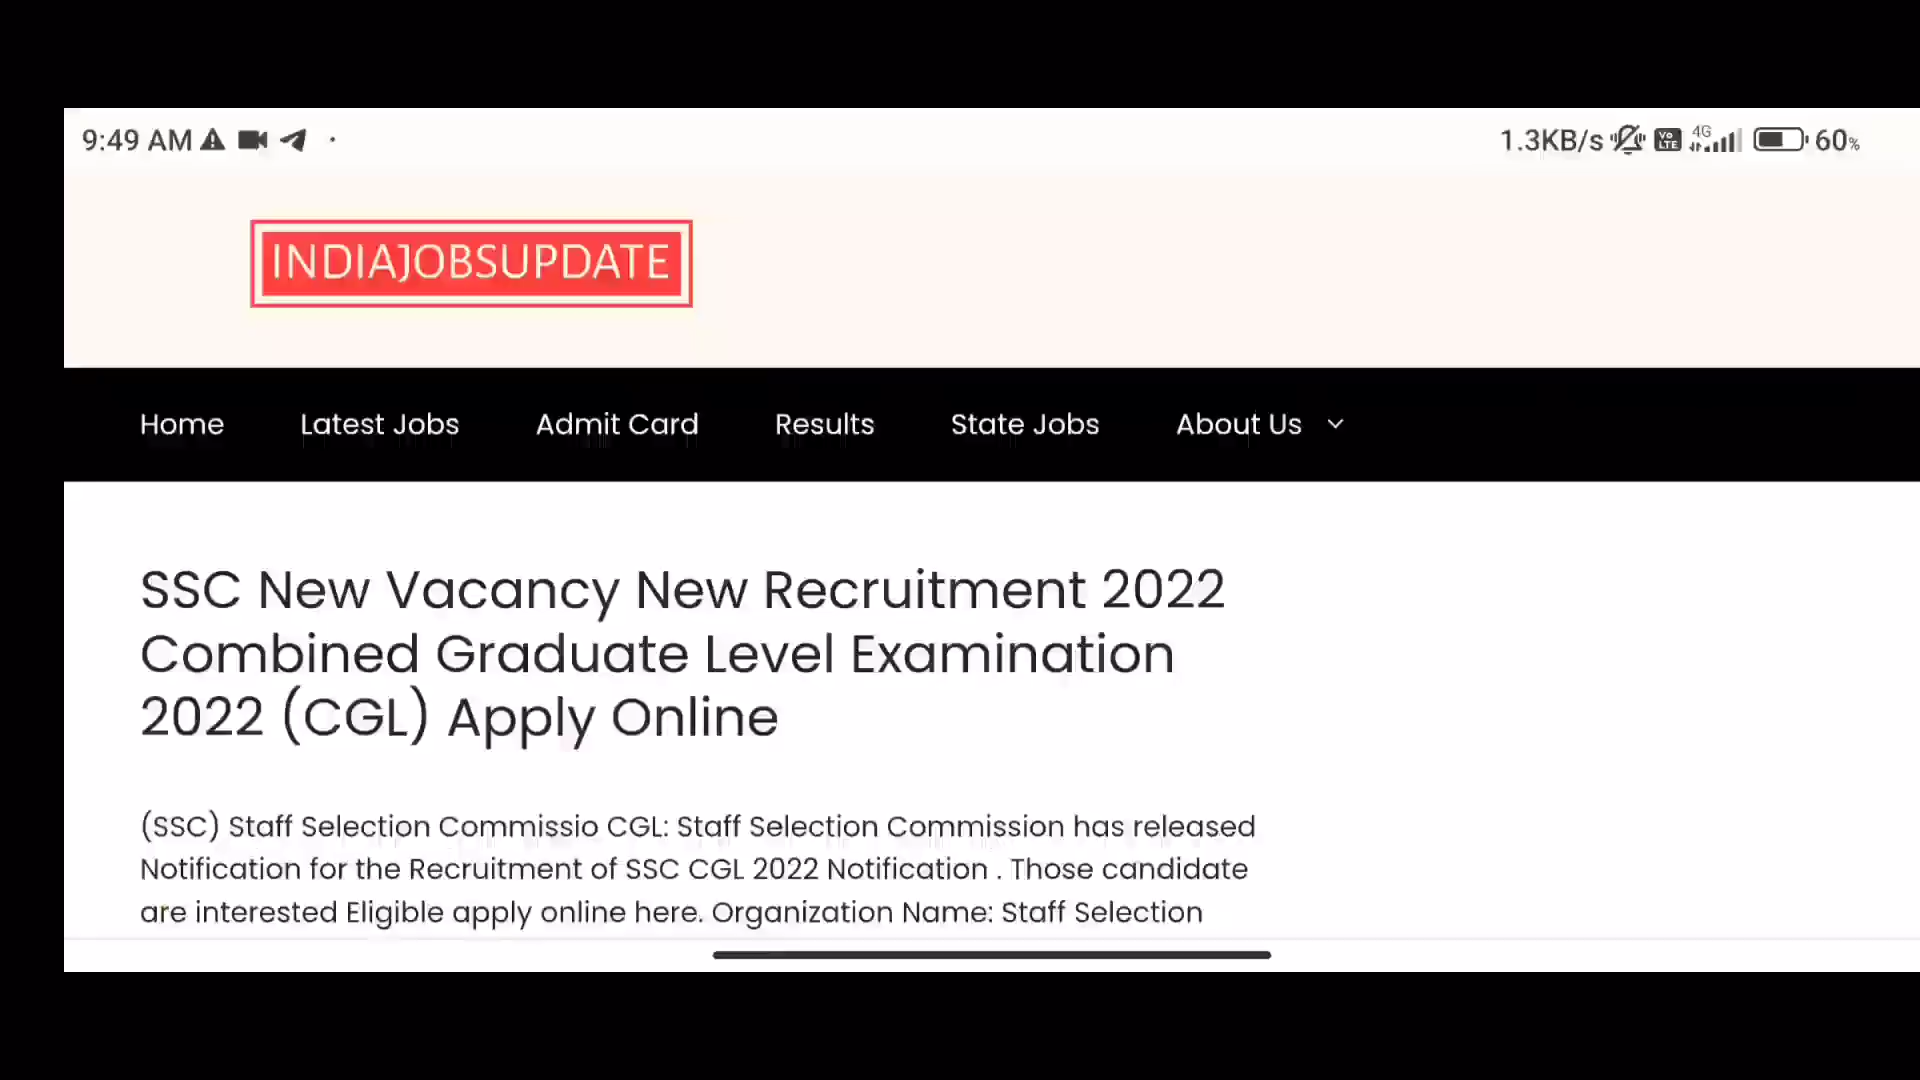 9:49 AM
1.3KB/s Vo LTE 4G 60%
INDIAJOBSUPDATE
Home Latest Jobs Admit Card Results State Jobs About Us
SSC New Vacancy New Recruitment 2022
Combined Graduate Level Examination
2022 (CGL) Apply Online
(SSC) Staff Selection Commissio CGL: Staff Selection Commission has released
Notification for the Recruitment of SSC CGL 2022 Notification . Those candidate
are interested Eligible apply online here. Organization Name: Staff Selection